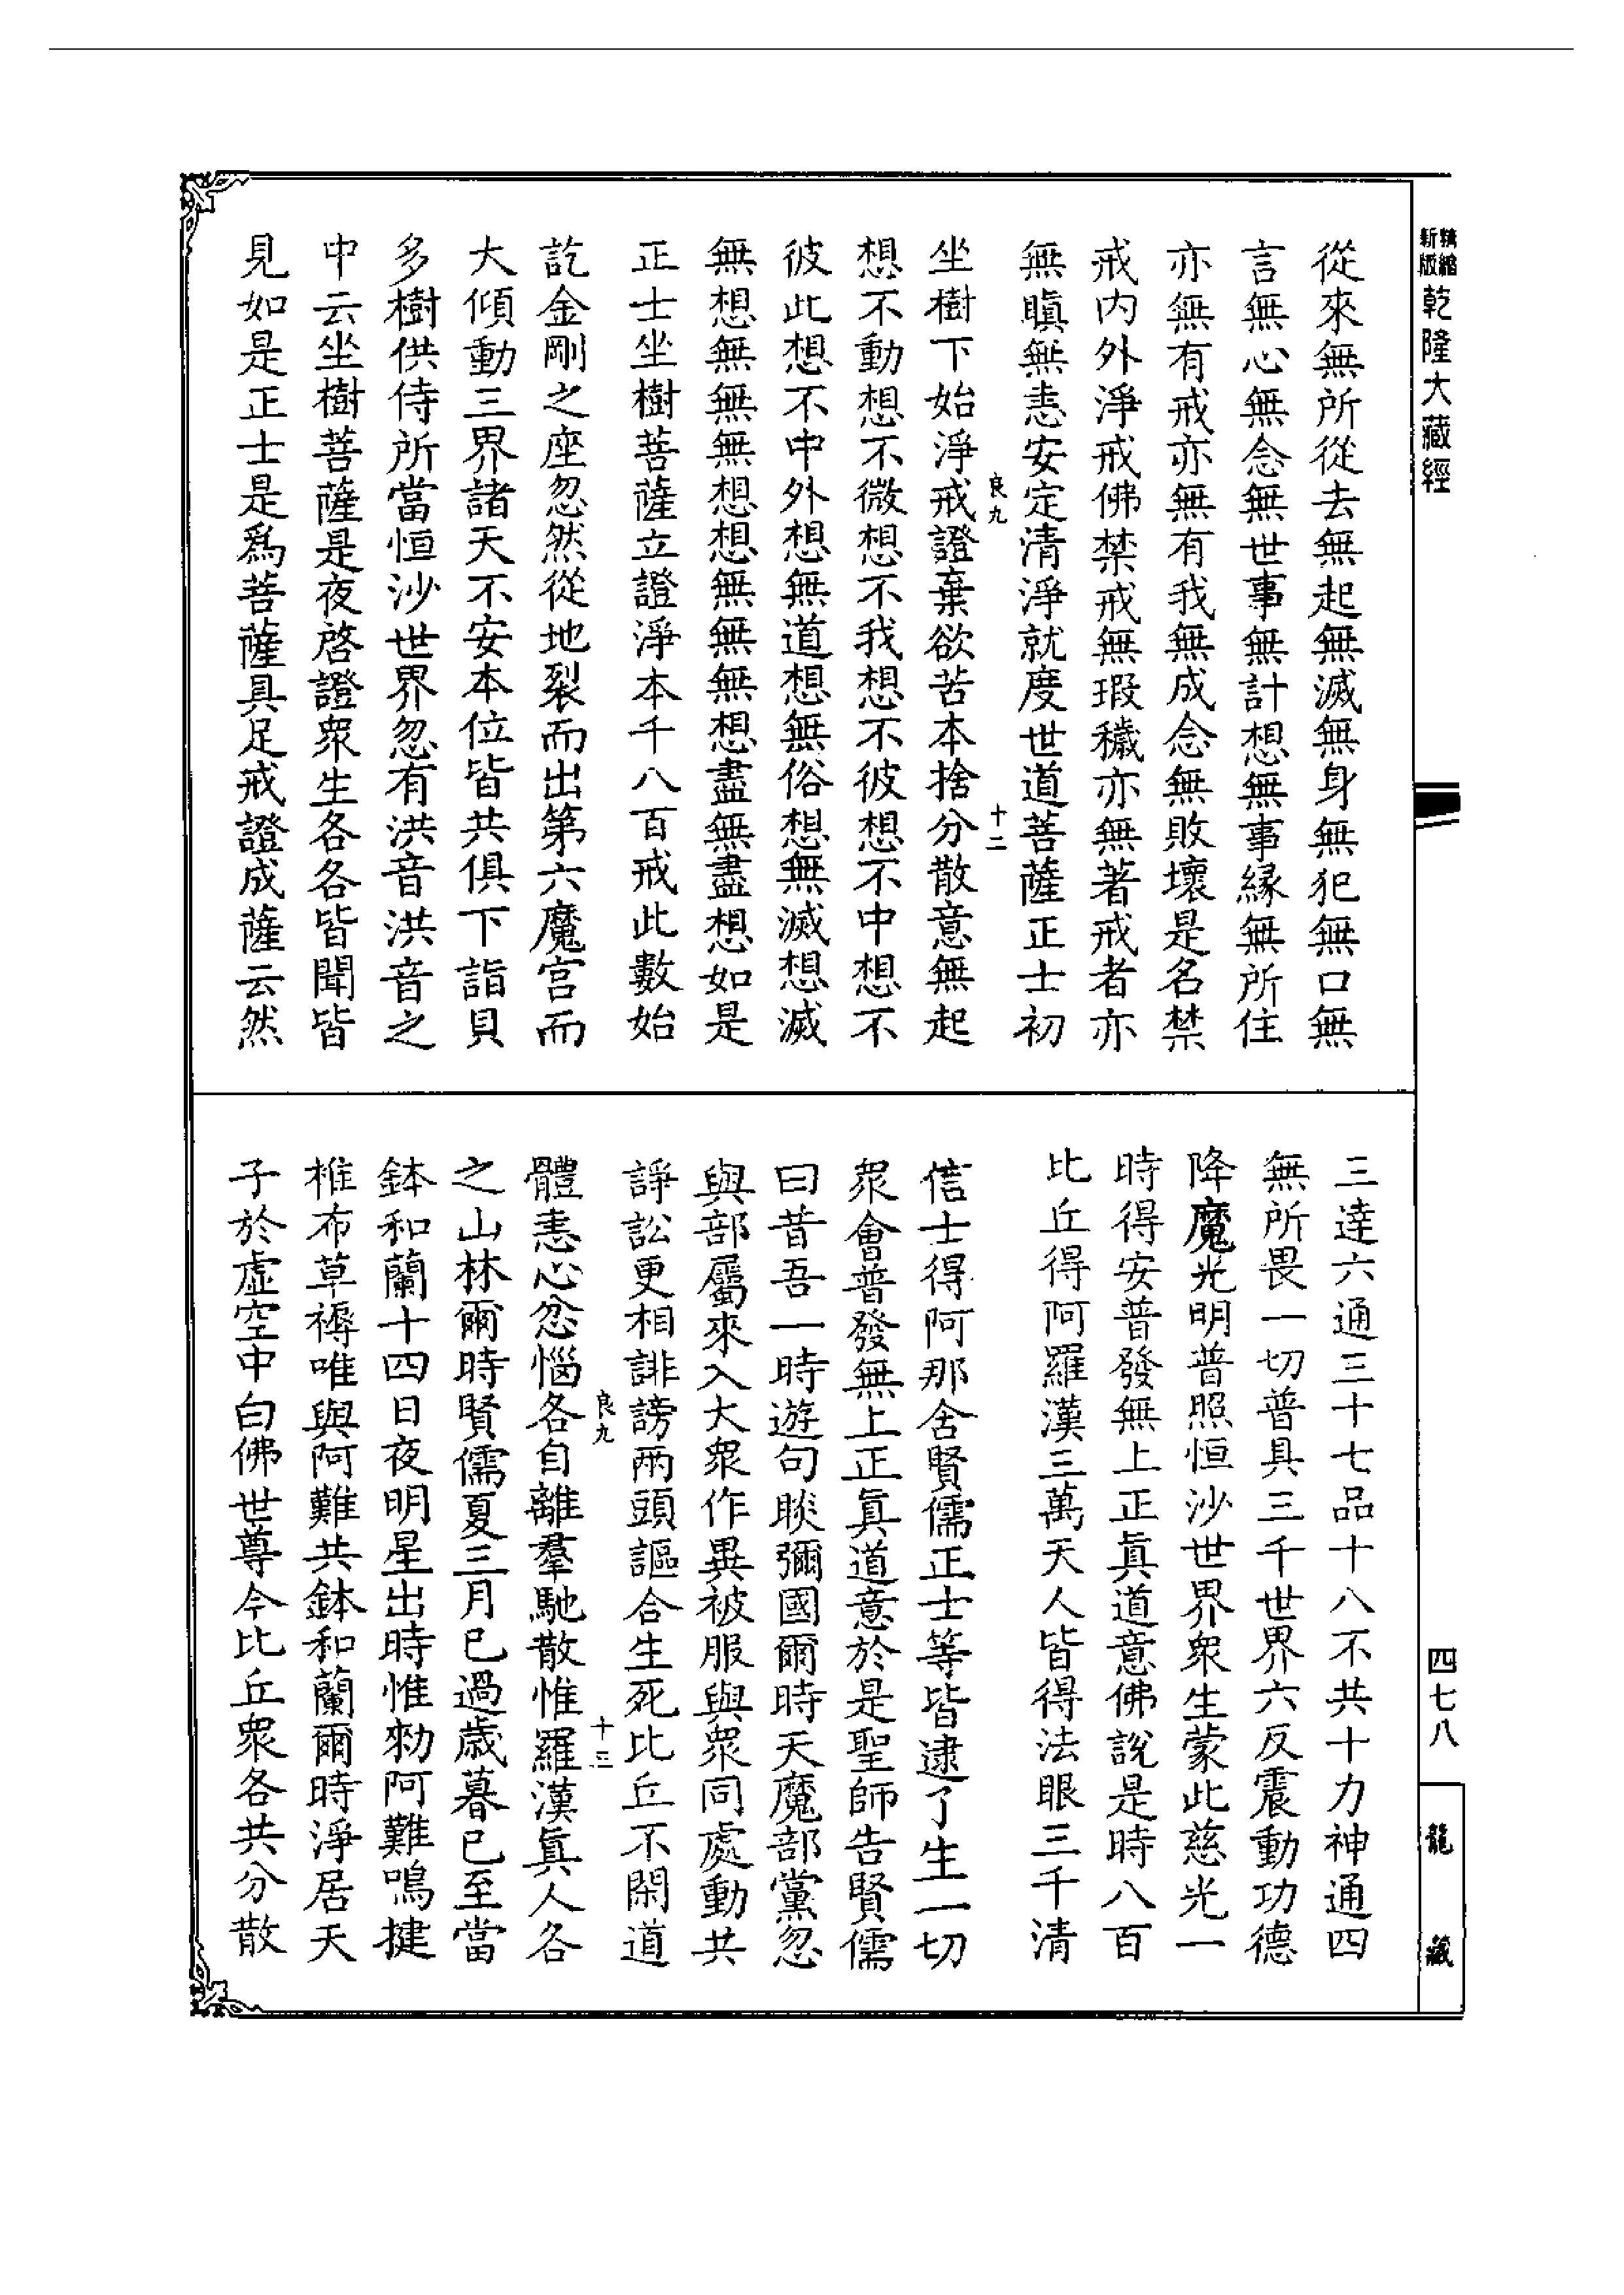 精縮新版乾隆大藏經
從來無所從去無起無滅無身無犯無口無
言無心無念無世事無計想無事緣無所住
亦無有戒亦無有我無成念無敗壞是名禁
戒內外淨戒佛禁戒無瑕穢亦無著戒者亦
無瞋無恚安定清淨就度世道菩薩正士初
良九 十二
坐樹下始淨戒證棄欲苦本捨分散意無起
想不動想不微想不我想不彼想不中想不
彼此想不中外想無道想無俗想無滅想滅
無想無無無想想無無無想盡無盡想如是
正士坐樹菩薩立證淨本千八百戒此數始
訖金剛之座忽然從地裂而出第六魔宮而
大傾動三界諸天不安本位皆共俱下詣貝
多樹供侍所當恒沙世界忽有洪音洪音之
中云坐樹菩薩是夜啓證衆生各各皆聞皆
見如是正士是爲菩薩具足戒證成薩云然
三達六通三十七品十八不共十力神通四
無所畏一切普具三千世界六反震動功德
降魔光明普照恒沙世界衆生蒙此慈光一
時得安普發無上正眞道意佛說是時八百
比丘得阿羅漢三萬天人皆得法眼三千清
信士得阿那含賢儒正士等皆逮了生一切
衆會普發無上正眞道意於是聖師告賢儒
曰昔吾一時遊句睒彌國爾時天魔部黨忽
與部屬來入大衆作異被服與衆同處動共
諍訟更相誹謗兩頭謳合生死比丘不閑道
良九 十三
體恚心忿惱各自離羣馳散惟羅漢眞人各
之山林爾時賢儒夏三月已過歲暮已至當
鉢和蘭十四日夜明星出時惟勑阿難鳴揵
椎布草褥唯與阿難共鉢和蘭爾時淨居天
子於虛空中白佛世尊今比丘衆各共分散
四七八
龍藏